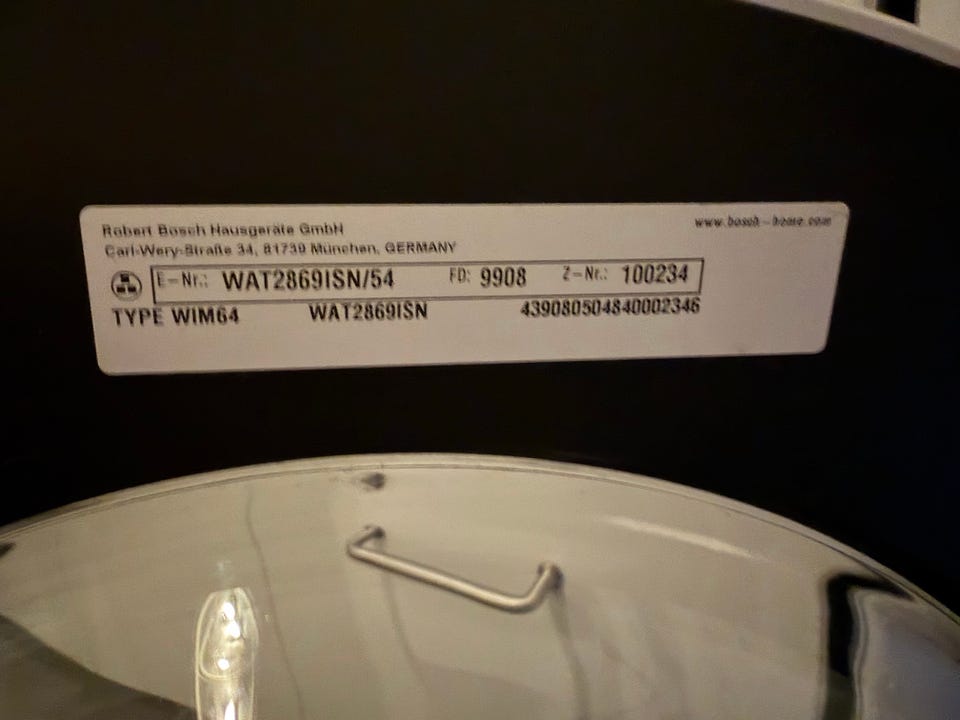 Robert Bosch Hausgeräte GmbH
www.bosch-home.com
Carl-Wery-Straße 34, 81739 München, GERMANY
E-Nr.: WAT2869ISN/54 FD: 9908 Z-Nr.: 100234
TYPE WIM64 WAT2869ISN 439080504840002346